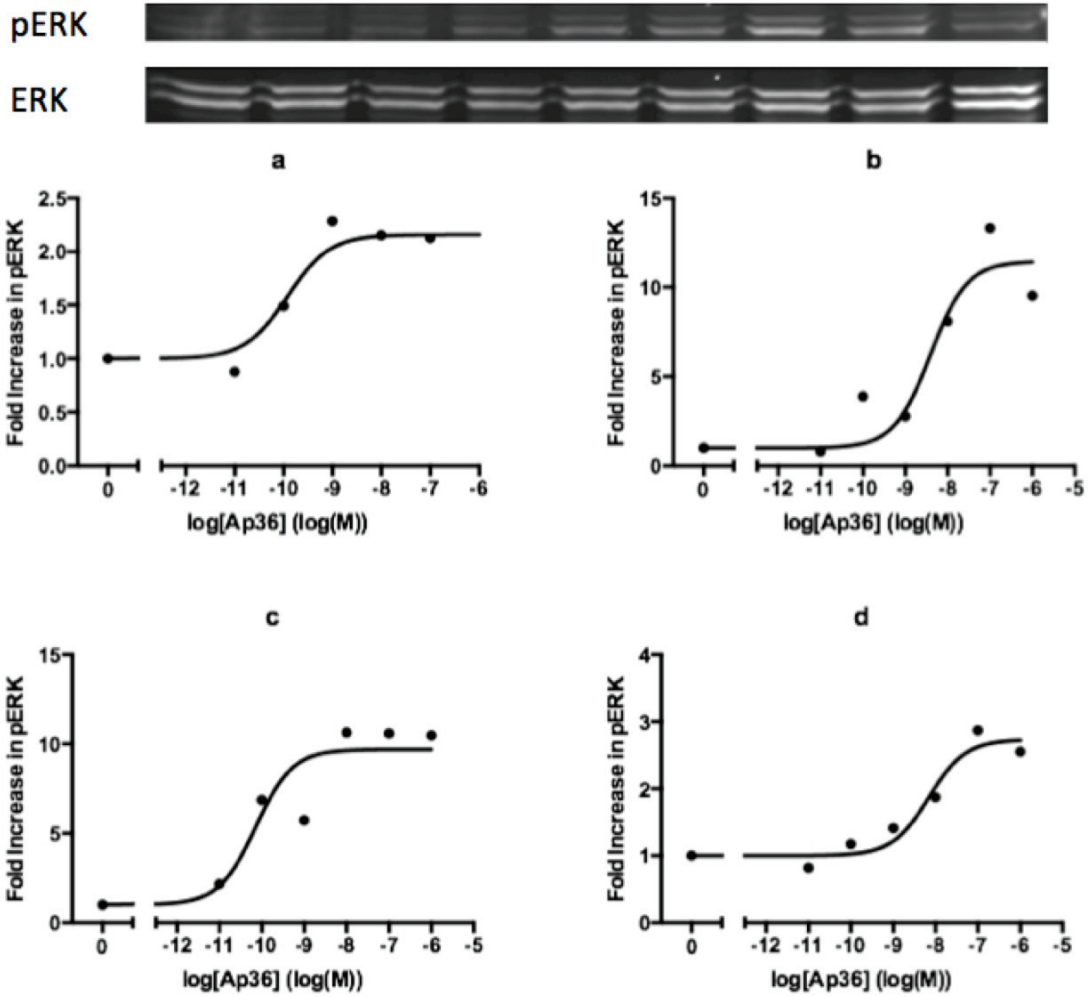 pERK
ERK
a
Fold Increase in pERK
2.5
2.0
1.5
1.0
0.5
0.0
0 -12 -11 -10 -9 -8 -7 -6
log[Ap36] (log(M))
b
Fold Increase in pERK
15
10
5
0
0 -12 -11 -10 -9 -8 -7 -6 -5
log[Ap36] (log(M))
c
Fold Increase in pERK
15
10
5
0
0 -12 -11 -10 -9 -8 -7 -6 -5
log[Ap36] (log(M))
d
Fold Increase in pERK
4
3
2
1
0
0 -12 -11 -10 -9 -8 -7 -6 -5
log[Ap36] (log(M))